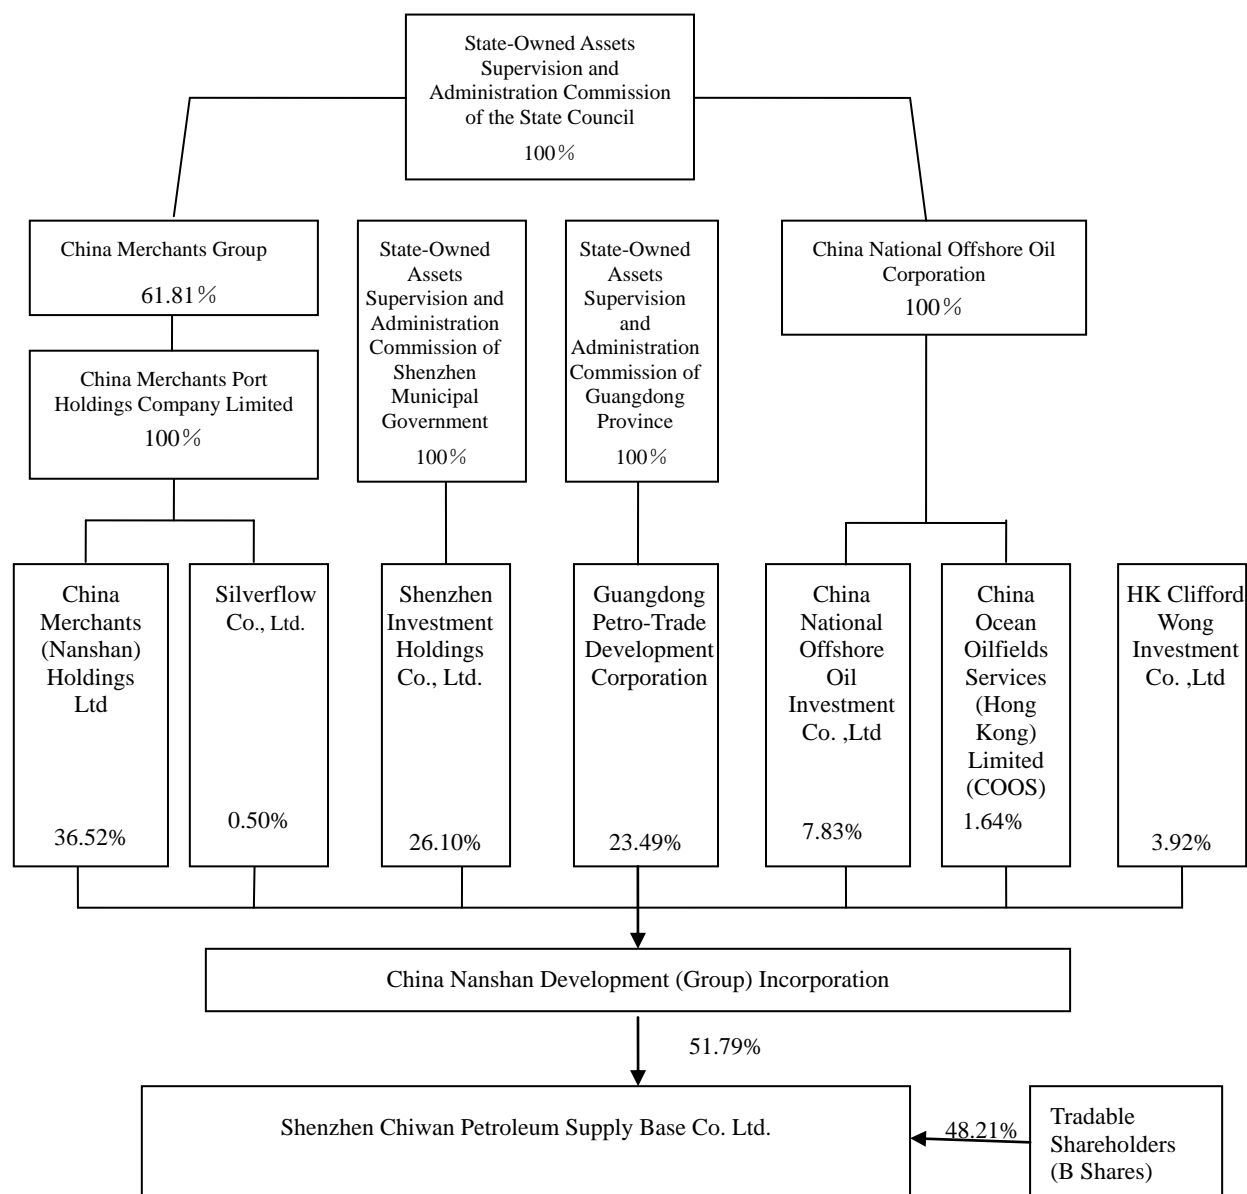 State-Owned Assets
Supervision and
Administration Commission
of the State Council
100%
China Merchants Group
61.81%
State-Owned
Assets
Supervision and
Administration
Commission of
Shenzhen
Municipal
Government
100%
State-Owned
Assets
Supervision
and
Administration
Commission of
Guangdong
Province
100%
China National Offshore Oil
Corporation
100%
China Merchants Port
Holdings Company Limited
100%
China
Merchants
(Nanshan)
Holdings
Ltd
36.52%
Silverflow
Co., Ltd.
0.50%
Shenzhen
Investment
Holdings
Co., Ltd.
26.10%
Guangdong
Petro-Trade
Development
Corporation
23.49%
China
National
Offshore
Oil
Investment
Co. ,Ltd
7.83%
China
Ocean
Oilfields
Services
(Hong
Kong)
Limited
(COOS)
1.64%
HK Clifford
Wong
Investment
Co. ,Ltd
3.92%
China Nanshan Development (Group) Incorporation
51.79%
Shenzhen Chiwan Petroleum Supply Base Co. Ltd.
48.21%
Tradable
Shareholders
(B Shares)